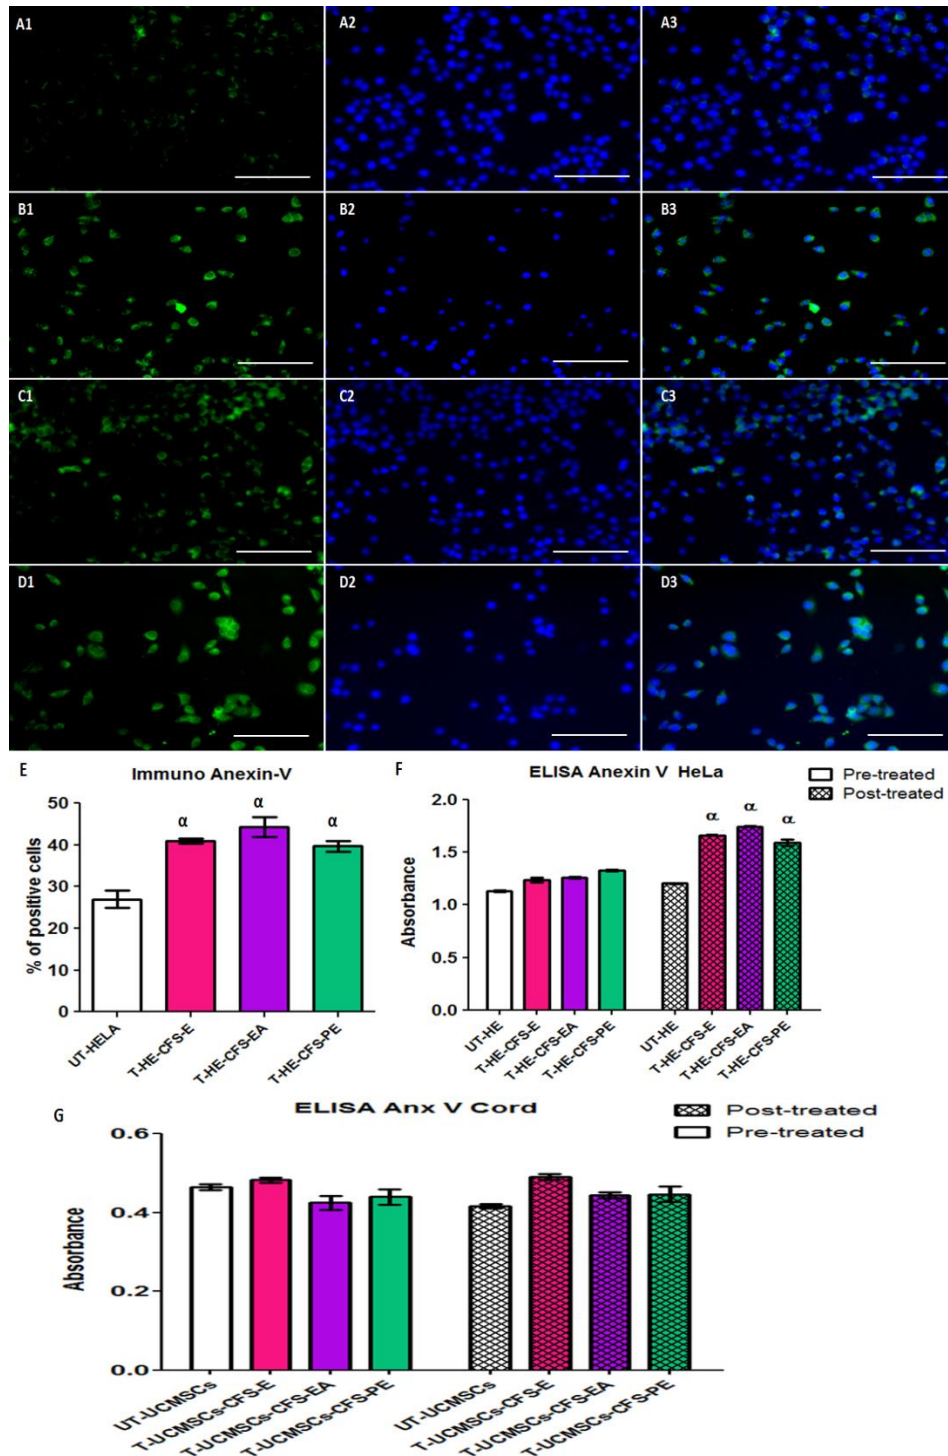 A1 A2 A3
B1 B2 B3
C1 C2 C3
D1 D2 D3
E
Immuno Anexin-V
% of positive cells
50
40
30
20
10
0
α α α
UT-HELA
T-HE-CFS-E
T-HE-CFS-EA
T-HE-CFS-PE
F
ELISA Anexin V HeLa
Pre-treated
Post-treated
Absorbance
2.0
1.5
1.0
0.5
0.0
α α α
UT-HE
T-HE-CFS-E
T-HE-CFS-EA
T-HE-CFS-PE
UT-HE
T-HE-CFS-E
T-HE-CFS-EA
T-HE-CFS-PE
G
ELISA Anx V Cord
Post-treated
Pre-treated
Absorbance
0.6
0.4
0.2
0.0
UT-UCMSCs
T-UCMSCs-CFS-E
T-UCMSCs-CFS-EA
T-UCMSCs-CFS-PE
UT-UCMSCs
T-UCMSCs-CFS-E
T-UCMSCs-CFS-EA
T-UCMSCs-CFS-PE